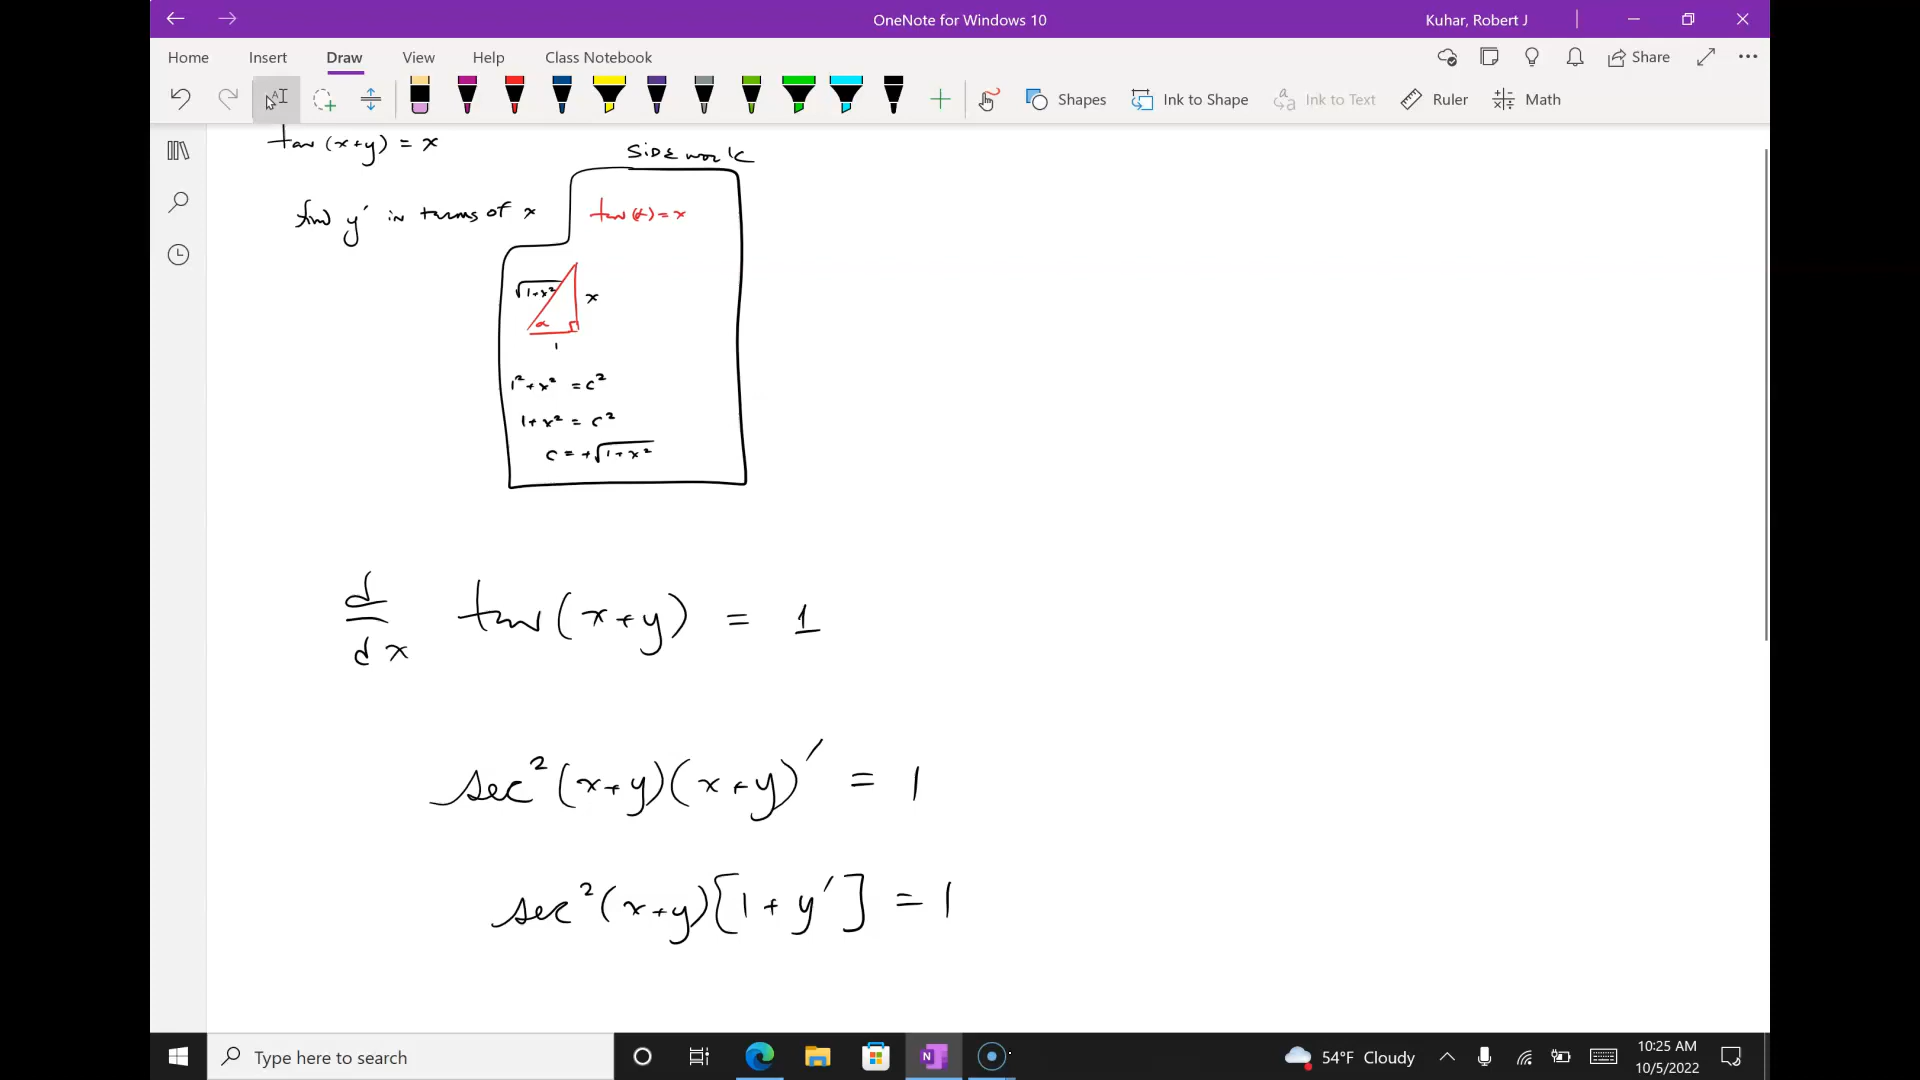 OneNote for Windows 10
Kuhar, Robert J
Home Insert Draw View Help Class Notebook
Share
Shapes Ink to Shape Ink to Text Ruler Math
tan (x+y) = x
find y' in terms of x
SIDE work
tan(α) = x
√1+x²
x
α
1
1² + x² = c²
1 + x² = c²
c = +√1+x²
d/dx tan(x+y) = 1
sec²(x+y)(x+y)' = 1
sec²(x+y)[1+y'] = 1
Type here to search
54°F Cloudy
10:25 AM
10/5/2022